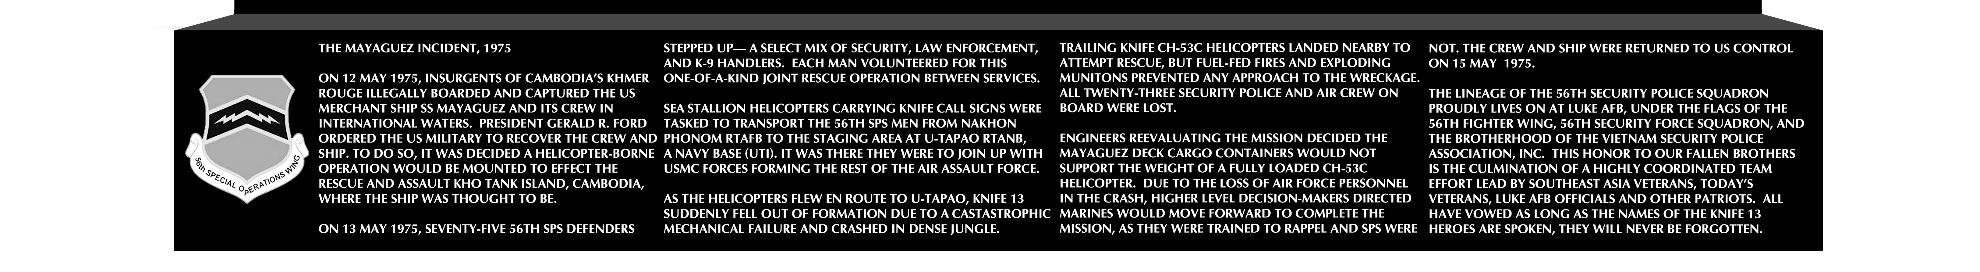 THE MAYAGUEZ INCIDENT, 1975
ON 12 MAY 1975, INSURGENTS OF CAMBODIA'S KHMER
ROUGE ILLEGALLY BOARDED AND CAPTURED THE US
MERCHANT SHIP SS MAYAGUEZ AND ITS CREW IN
INTERNATIONAL WATERS. PRESIDENT GERALD R. FORD
ORDERED THE US MILITARY TO RECOVER THE CREW AND
SHIP. TO DO SO, IT WAS DECIDED A HELICOPTER-BORNE
OPERATION WOULD BE MOUNTED TO EFFECT THE
RESCUE AND ASSAULT KHO TANK ISLAND, CAMBODIA,
WHERE THE SHIP WAS THOUGHT TO BE.
ON 13 MAY 1975, SEVENTY-FIVE 56TH SPS DEFENDERS
STEPPED UP— A SELECT MIX OF SECURITY, LAW ENFORCEMENT,
AND K-9 HANDLERS. EACH MAN VOLUNTEERED FOR THIS
ONE-OF-A-KIND JOINT RESCUE OPERATION BETWEEN SERVICES.
SEA STALLION HELICOPTERS CARRYING KNIFE CALL SIGNS WERE
TASKED TO TRANSPORT THE 56TH SPS MEN FROM NAKHON
PHONOM RTAFB TO THE STAGING AREA AT U-TAPAO RTANB,
A NAVY BASE (UTI). IT WAS THERE THEY WERE TO JOIN UP WITH
USMC FORCES FORMING THE REST OF THE AIR ASSAULT FORCE.
AS THE HELICOPTERS FLEW EN ROUTE TO U-TAPAO, KNIFE 13
SUDDENLY FELL OUT OF FORMATION DUE TO A CASTASTROPHIC
MECHANICAL FAILURE AND CRASHED IN DENSE JUNGLE.
TRAILING KNIFE CH-53C HELICOPTERS LANDED NEARBY TO
ATTEMPT RESCUE, BUT FUEL-FED FIRES AND EXPLODING
MUNITONS PREVENTED ANY APPROACH TO THE WRECKAGE.
ALL TWENTY-THREE SECURITY POLICE AND AIR CREW ON
BOARD WERE LOST.
ENGINEERS REEVALUATING THE MISSION DECIDED THE
MAYAGUEZ DECK CARGO CONTAINERS WOULD NOT
SUPPORT THE WEIGHT OF A FULLY LOADED CH-53C
HELICOPTER. DUE TO THE LOSS OF AIR FORCE PERSONNEL
IN THE CRASH, HIGHER LEVEL DECISION-MAKERS DIRECTED
MARINES WOULD MOVE FORWARD TO COMPLETE THE
MISSION, AS THEY WERE TRAINED TO RAPPEL AND SPS WERE
NOT. THE CREW AND SHIP WERE RETURNED TO US CONTROL
ON 15 MAY 1975.
THE LINEAGE OF THE 56TH SECURITY POLICE SQUADRON
PROUDLY LIVES ON AT LUKE AFB, UNDER THE FLAGS OF THE
56TH FIGHTER WING, 56TH SECURITY FORCE SQUADRON, AND
THE BROTHERHOOD OF THE VIETNAM SECURITY POLICE
ASSOCIATION, INC. THIS HONOR TO OUR FALLEN BROTHERS
IS THE CULMINATION OF A HIGHLY COORDINATED TEAM
EFFORT LEAD BY SOUTHEAST ASIA VETERANS, TODAY'S
VETERANS, LUKE AFB OFFICIALS AND OTHER PATRIOTS. ALL
HAVE VOWED AS LONG AS THE NAMES OF THE KNIFE 13
HEROES ARE SPOKEN, THEY WILL NEVER BE FORGOTTEN.
56th SPECIAL OPERATIONS WING